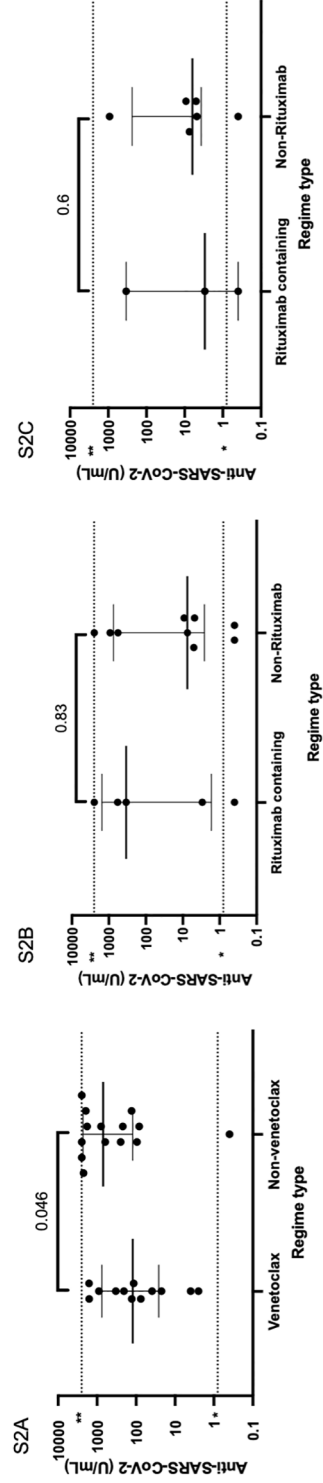 S2A
0.046
Anti-SARS-CoV-2 (U/mL)
10000
**
1000
100
10
1
*
0.1
Venetoclax
Non-venetoclax
Regime type
S2B
0.83
Anti-SARS-CoV-2 (U/mL)
10000
**
1000
100
10
1
*
0.1
Rituximab containing
Non-Rituximab
Regime type
S2C
0.6
Anti-SARS-CoV-2 (U/mL)
10000
**
1000
100
10
1
*
0.1
Rituximab containing
Non-Rituximab
Regime type